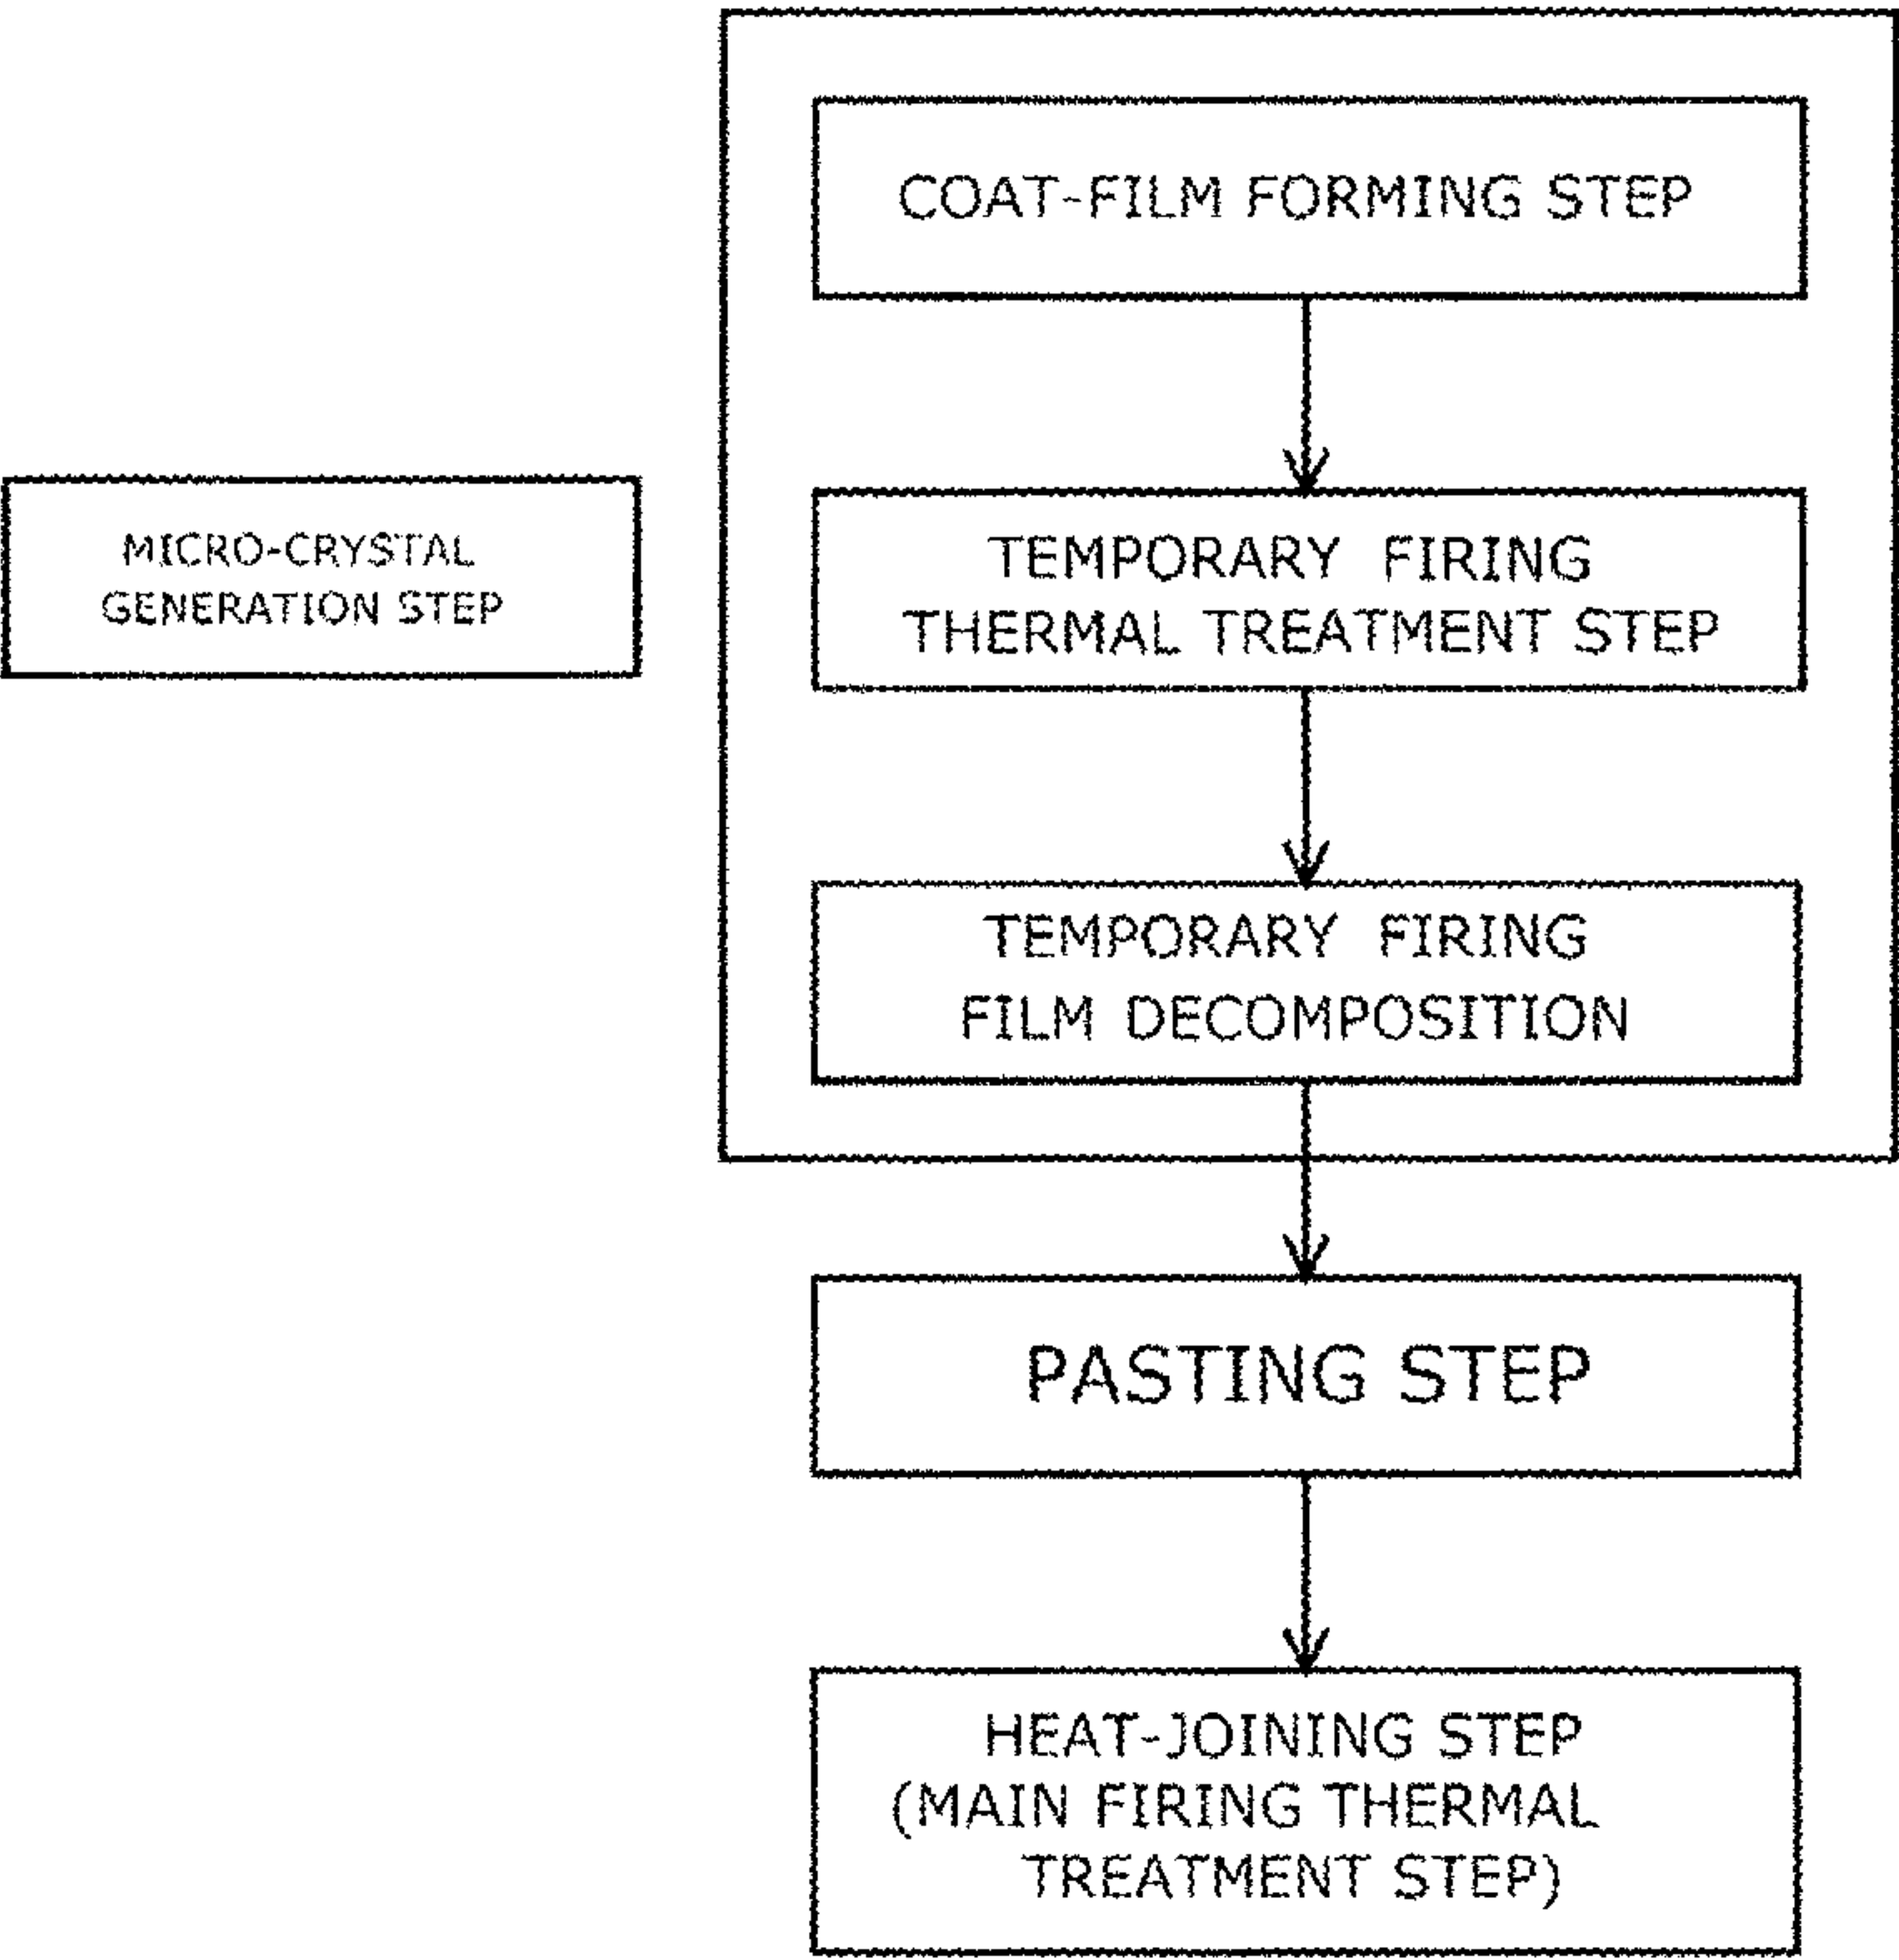 COAT-FILM FORMING STEP
MICRO-CRYSTAL
GENERATION STEP
TEMPORARY FIRING
THERMAL TREATMENT STEP
TEMPORARY FIRING
FILM DECOMPOSITION
PASTING STEP
HEAT-JOINING STEP
(MAIN FIRING THERMAL
TREATMENT STEP)